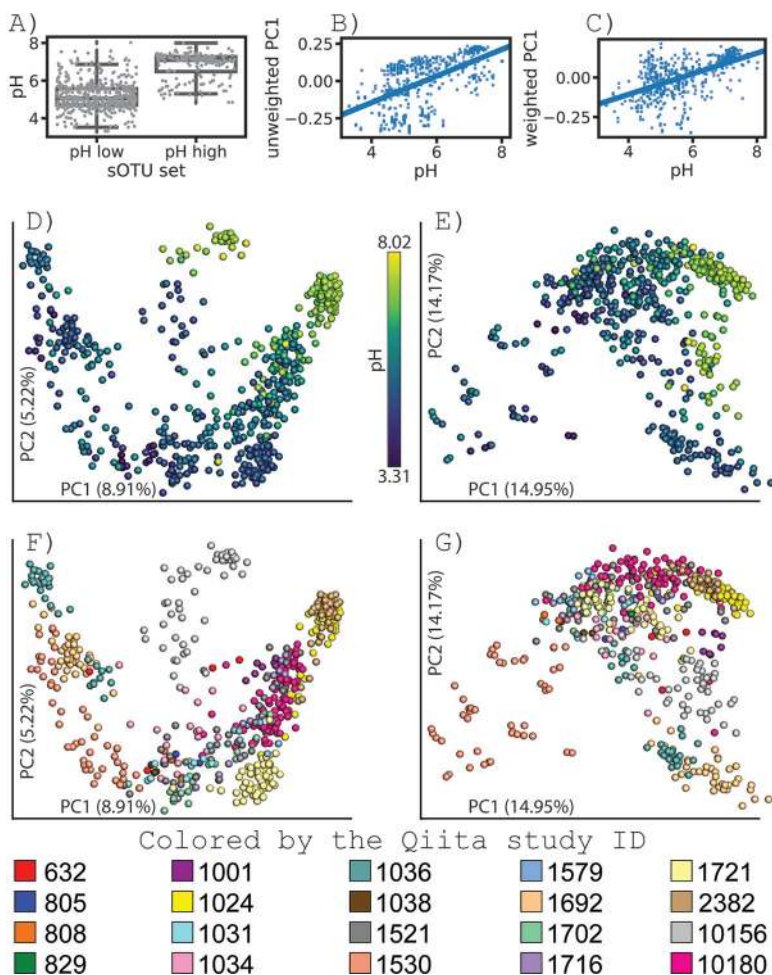 A)
8
6
4
pH
pH low
pH high
sOTU set
B)
0.25
0.00
−0.25
unweighted PC1
4
6
8
pH
C)
0.00
−0.25
weighted PC1
4
6
8
pH
D)
PC2 (5.22%)
PC1 (8.91%)
8.02
pH
3.31
E)
PC2 (14.17%)
PC1 (14.95%)
F)
PC2 (5.22%)
PC1 (8.91%)
G)
PC2 (14.17%)
PC1 (14.95%)
Colored by the Qiita study ID
632 1001 1036 1579 1721
805 1024 1038 1692 2382
808 1031 1521 1702 10156
829 1034 1530 1716 10180